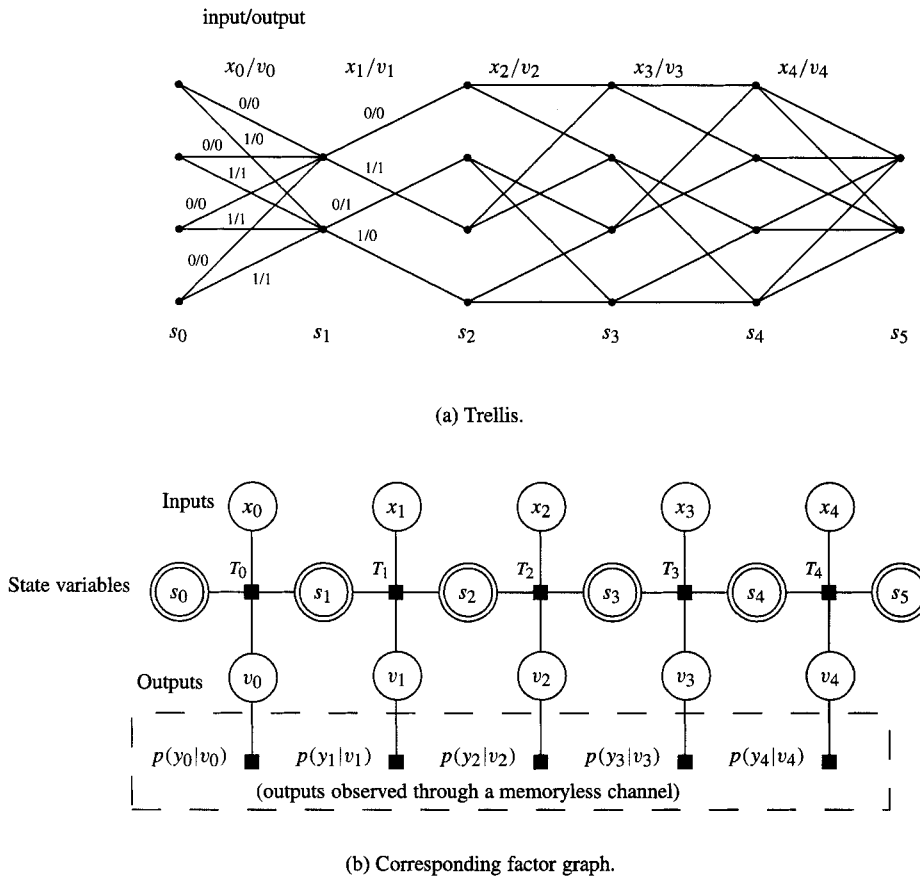 input/output
x₀/v₀ x₁/v₁ x₂/v₂ x₃/v₃ x₄/v₄
0/0
0/0
0/0 1/0
1/1 1/1
0/0 0/1
1/1 1/0
0/0
1/1
s₀ s₁ s₂ s₃ s₄ s₅
(a) Trellis.
Inputs x₀ x₁ x₂ x₃ x₄
T₀ T₁ T₂ T₃ T₄
State variables s₀ s₁ s₂ s₃ s₄ s₅
Outputs v₀ v₁ v₂ v₃ v₄
p(y₀|v₀) p(y₁|v₁) p(y₂|v₂) p(y₃|v₃) p(y₄|v₄)
(outputs observed through a memoryless channel)
(b) Corresponding factor graph.